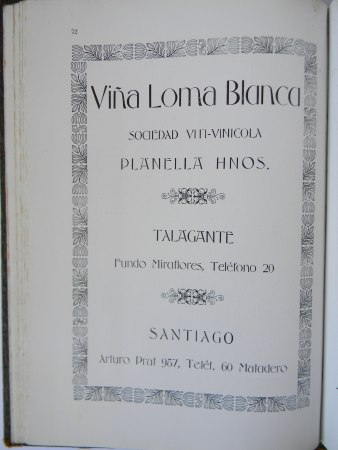 72
Viña Loma Blanca
SOCIEDAD VITI-VINICOLA
PLANELLA HNOS.
TALAGANTE
Fundo Miraflores, Teléfono 20
SANTIAGO
Arturo Prat 957, Teléf. 60 Matadero